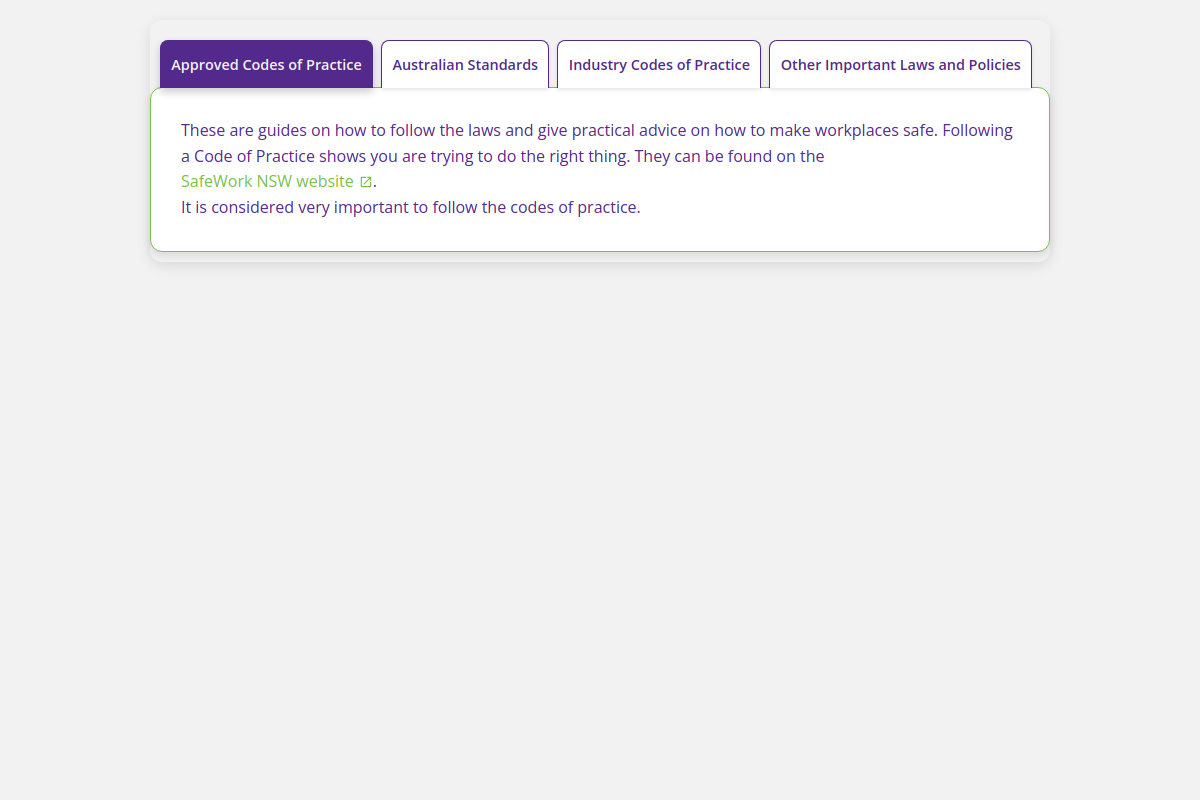 Approved Codes of Practice
Australian Standards
Industry Codes of Practice
Other Important Laws and Policies
These are guides on how to follow the laws and give practical advice on how to make workplaces safe. Following
a Code of Practice shows you are trying to do the right thing. They can be found on the
SafeWork NSW website.
It is considered very important to follow the codes of practice.